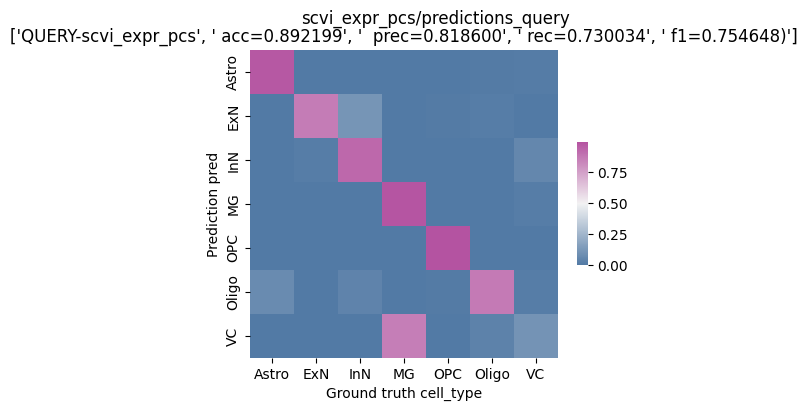 scvi_expr_pcs/predictions_query
['QUERY-scvi_expr_pcs', ' acc=0.892199', '  prec=0.818600', ' rec=0.730034', ' f1=0.754648)']
Astro
ExN
InN
MG
OPC
Oligo
VC
Prediction pred
0.75
0.50
0.25
0.00
Astro ExN InN MG OPC Oligo VC
Ground truth cell_type